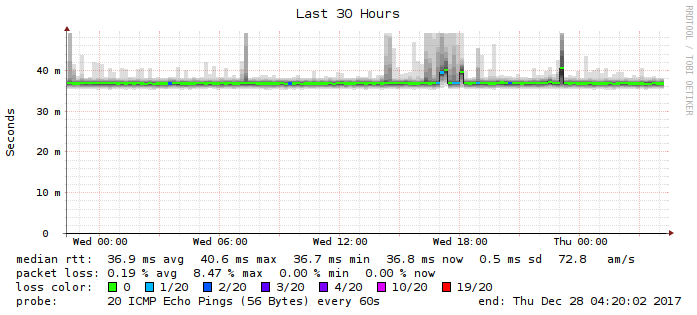 Last 30 Hours
RRDTOOL / TOBI OETIKER
Seconds
40 m
30 m
20 m
10 m
0
Wed 00:00 Wed 06:00 Wed 12:00 Wed 18:00 Thu 00:00
median rtt: 36.9 ms avg 40.6 ms max 36.7 ms min 36.8 ms now 0.5 ms sd 72.8 am/s
packet loss: 0.19 % avg 8.47 % max 0.00 % min 0.00 % now
loss color: 0 1/20 2/20 3/20 4/20 10/20 19/20
probe: 20 ICMP Echo Pings (56 Bytes) every 60s end: Thu Dec 28 04:20:02 2017